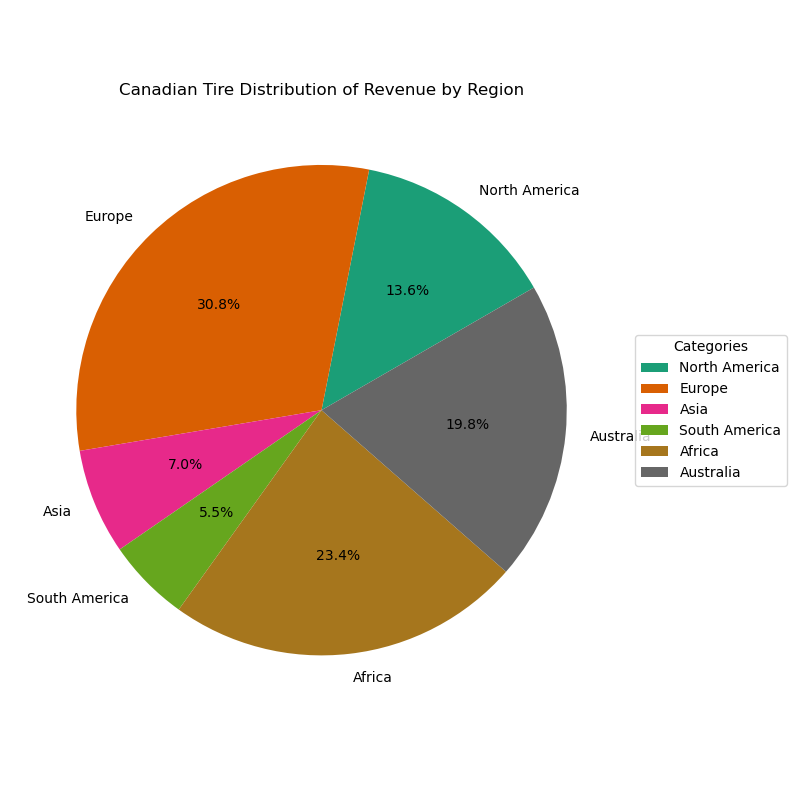 Canadian Tire Distribution of Revenue by Region
North America
Europe
13.6%
30.8%
19.8%
Australia
7.0%
Asia
5.5%
South America
23.4%
Africa
Categories
North America
Europe
Asia
South America
Africa
Australia